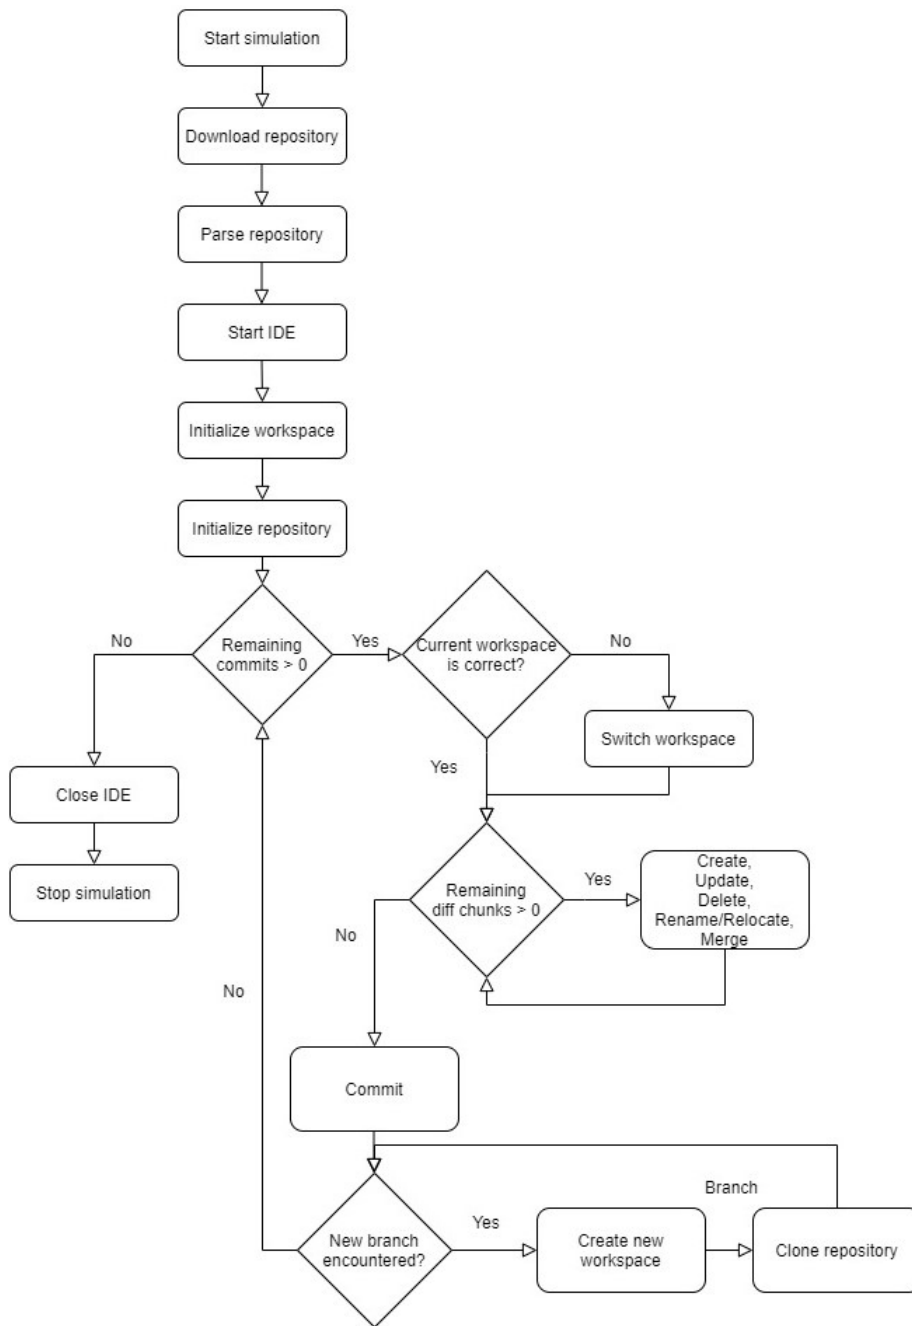 Start simulation
Download repository
Parse repository
Start IDE
Initialize workspace
Initialize repository
No
Remaining
commits > 0
Yes
Current workspace
is correct?
No
Switch workspace
Yes
Close IDE
Stop simulation
Remaining
diff chunks > 0
Yes
Create,
Update,
Delete,
Rename/Relocate,
Merge
No
No
Commit
New branch
encountered?
Yes
Create new
workspace
Branch
Clone repository